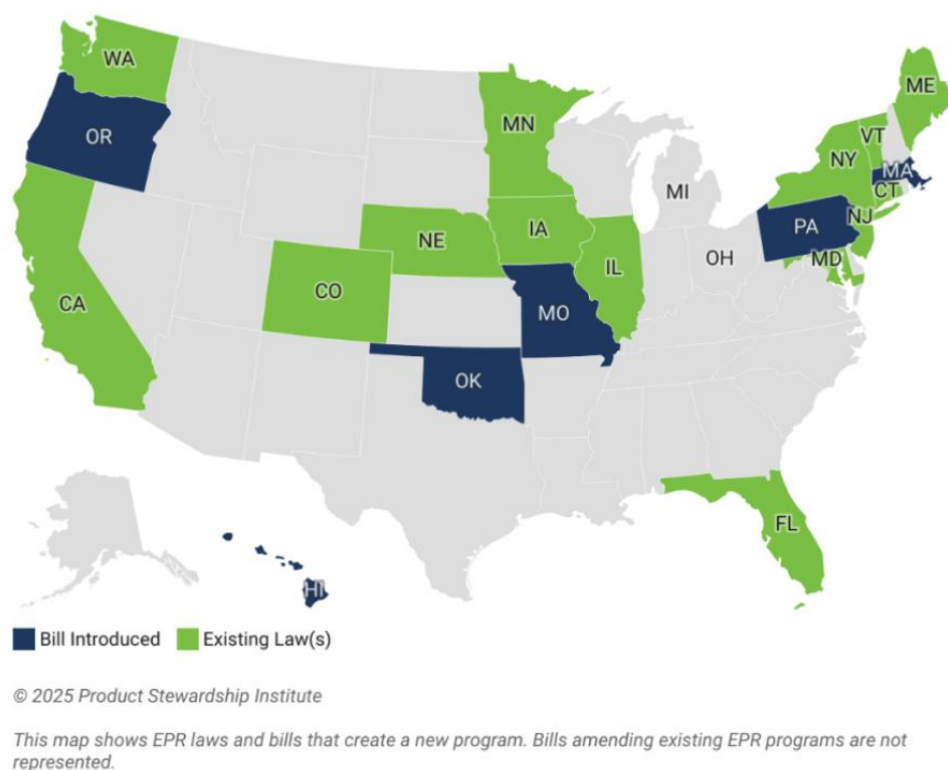 WA
ME
OR
MN
VT
NY
MA
MI
CT
NE
IA
PA
NJ
CA
CO
IL
OH
MD
MO
OK
FL
HI
Bill Introduced
Existing Law(s)
© 2025 Product Stewardship Institute
This map shows EPR laws and bills that create a new program. Bills amending existing EPR programs are not
represented.